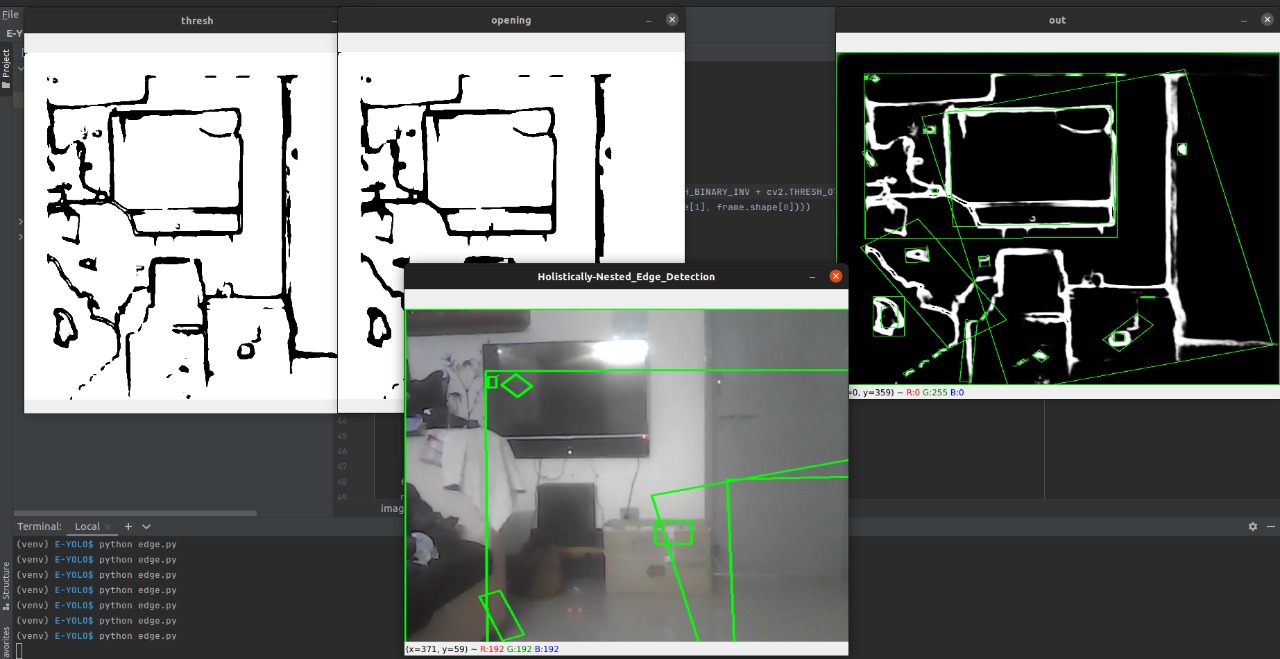 File
thresh
opening
out
E-Y
Project
H_BINARY_INV + cv2.THRESH_O
e[1], frame.shape[0])))
Holistically-Nested_Edge_Detection
=0, y=359) ~ R:0 G:255 B:0
44
45
46
47
48
49
imag
Terminal: Local × + 
(venv) E-YOLO$ python edge.py
(venv) E-YOLO$ python edge.py
(venv) E-YOLO$ python edge.py
(venv) E-YOLO$ python edge.py
(venv) E-YOLO$ python edge.py
(venv) E-YOLO$ python edge.py
(venv) E-YOLO$ python edge.py
Structure
avorites
(x=371, y=59) ~ R:192 G:192 B:192